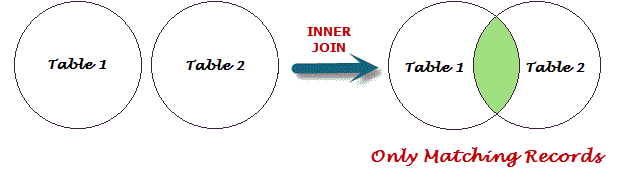 Table 1
Table 2
INNER
JOIN
Table 1
Table 2
Only Matching Records